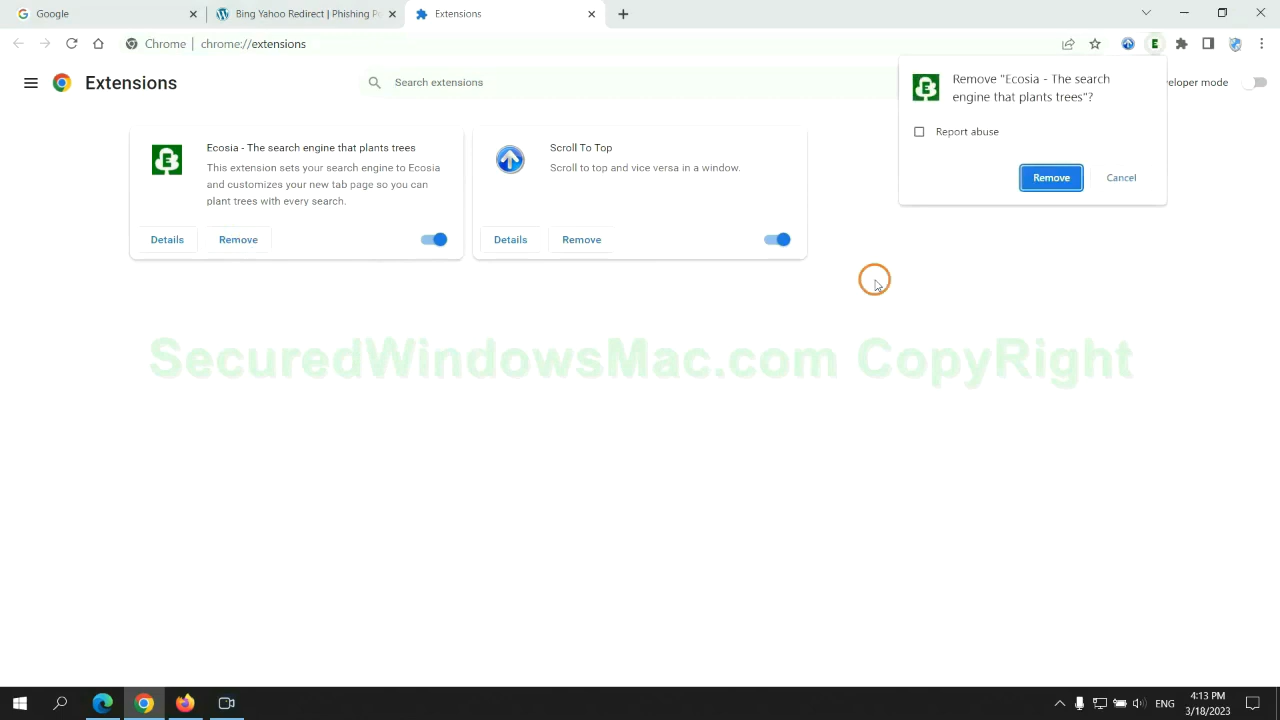 Google
Bing Yahoo Redirect | Phishing P
Extensions
Chrome | chrome://extensions
Extensions
Search extensions
veloper mode
Remove "Ecosia - The search
engine that plants trees"?
Report abuse
Remove
Cancel
Ecosia - The search engine that plants trees
This extension sets your search engine to Ecosia
and customizes your new tab page so you can
plant trees with every search.
Details
Remove
Scroll To Top
Scroll to top and vice versa in a window.
Details
Remove
SecuredWindowsMac.com CopyRight
ENG
4:13 PM
3/18/2023